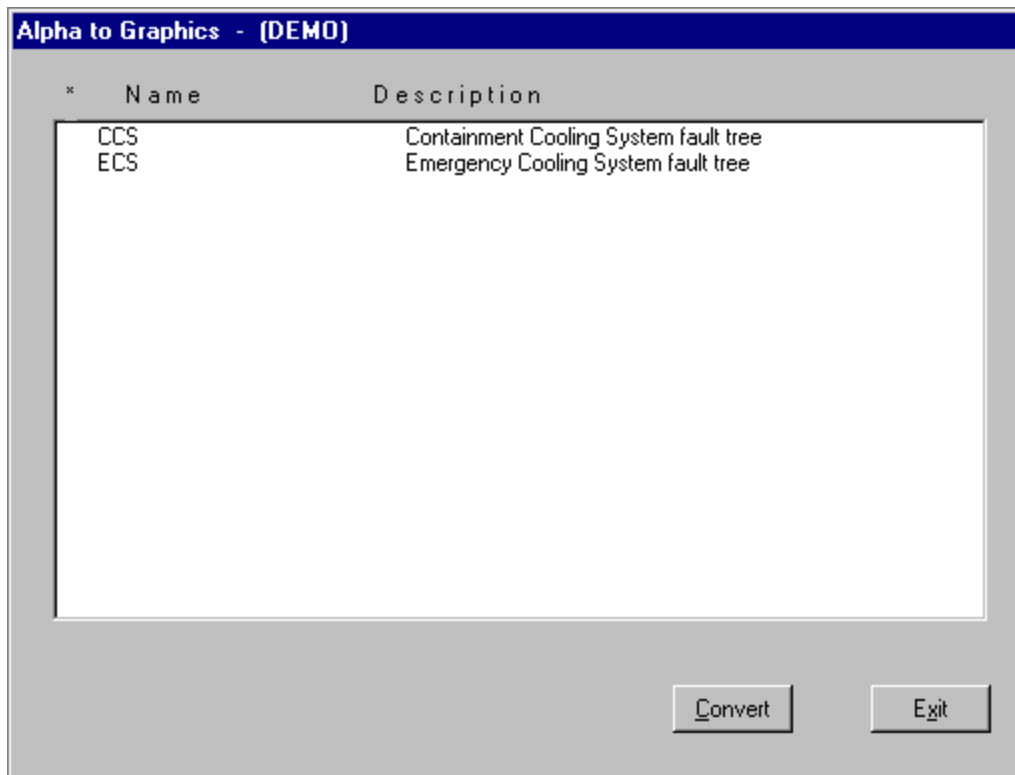 Alpha to Graphics - (DEMO)
* Name Description
CCS Containment Cooling System fault tree
ECS Emergency Cooling System fault tree
Convert Exit